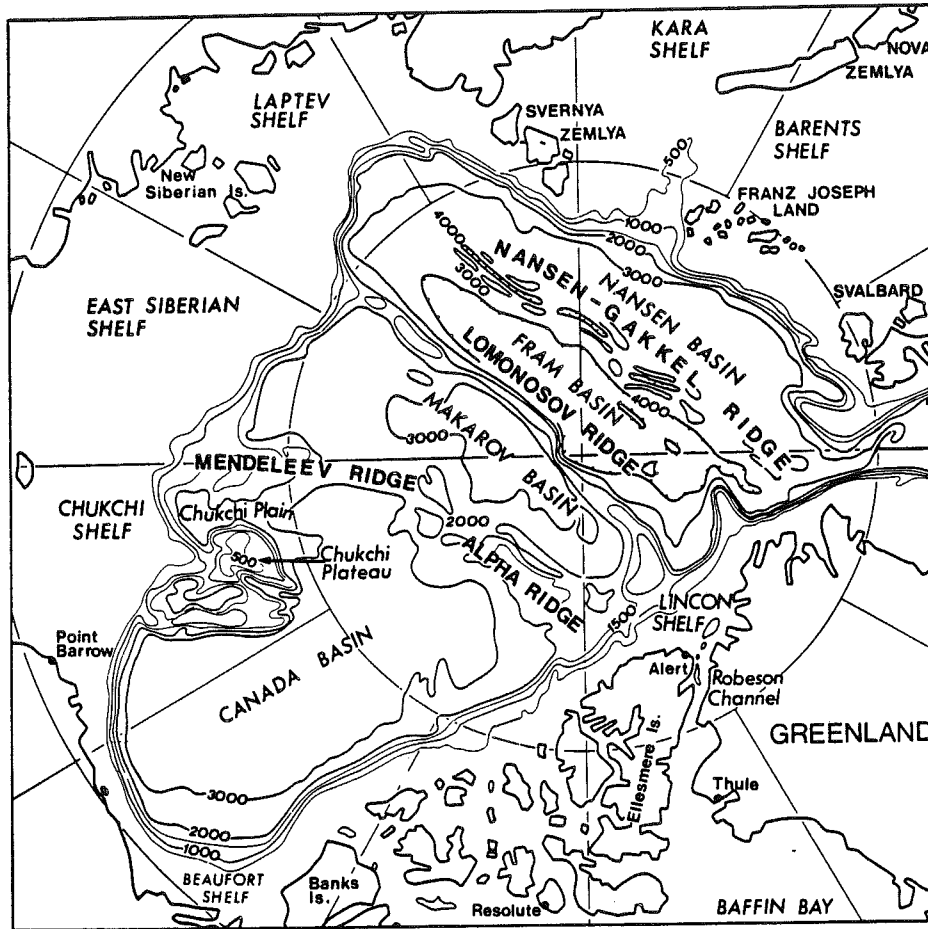 KARA
SHELF
NOVA
ZEMLYA
LAPTEV
SHELF
SVERNYA
ZEMLYA
BARENTS
SHELF
500
New
Siberian Is.
FRANZ JOSEPH
LAND
1000
2000
3000
4000
3000
NANSEN-GAKKEL RIDGE
NANSEN BASIN
SVALBARD
EAST SIBERIAN
SHELF
FRAM BASIN
LOMONOSOV RIDGE
4000
MAKAROV BASIN
3000
MENDELEEV RIDGE
CHUKCHI
SHELF
Chukchi Plain
2000
500
Chukchi
Plateau
ALPHA RIDGE
LINCON
SHELF
1500
Point
Barrow
CANADA BASIN
Alert
Robeson
Channel
GREENLAND
Ellesmere Is.
Thule
3000
2000
1000
BEAUFORT
SHELF
Banks
Is.
Resolute
BAFFIN BAY